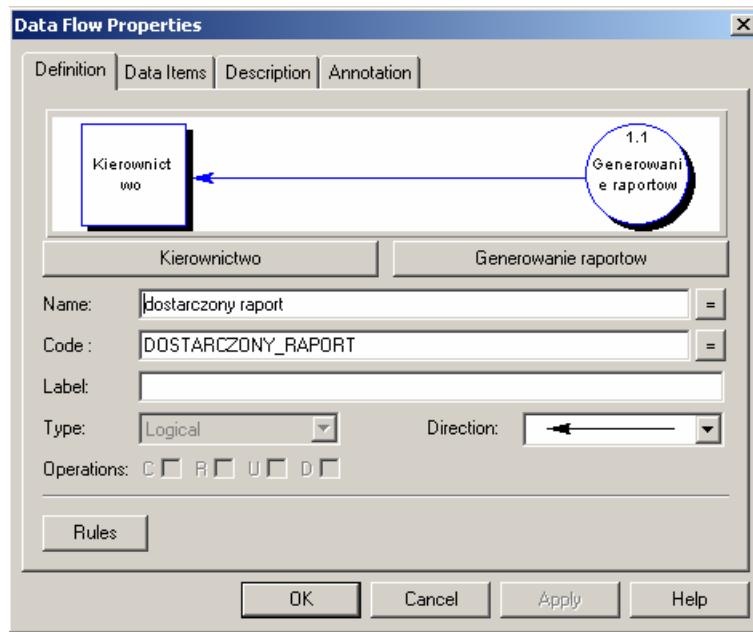 Data Flow Properties
Definition Data Items Description Annotation
Kierownict
wo
1.1
Generowani
e raportow
Kierownictwo Generowanie raportow
Name: dostarczony raport =
Code : DOSTARCZONY_RAPORT =
Label:
Type: Logical Direction:
Operations: C R U D
Rules
OK Cancel Apply Help